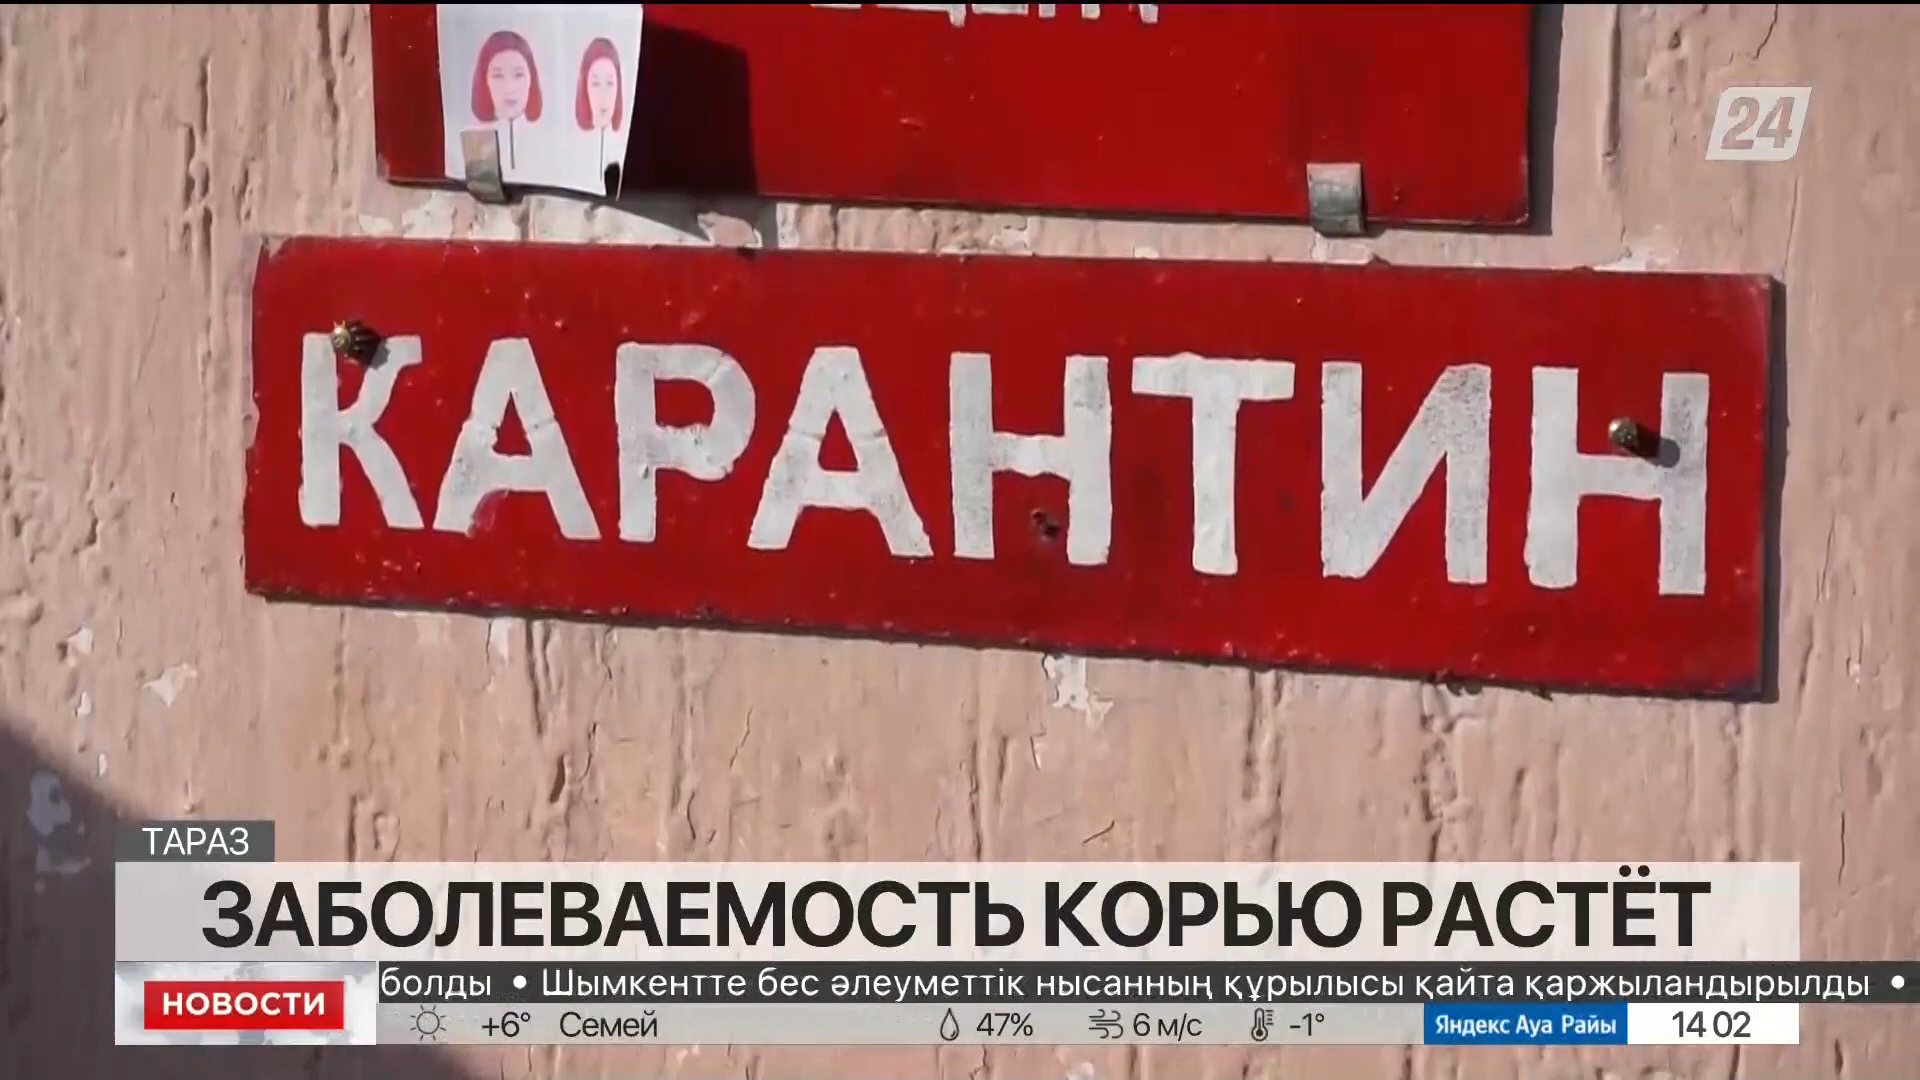 24
КАРАНТИН
ТАРАЗ
ЗАБОЛЕВАЕМОСТЬ КОРЬЮ РАСТЁТ
НОВОСТИ
болды • Шымкентте бес әлеуметтік нысанның құрылысы қайта қаржыландырылды •
+6° Семей 47% 6 м/с -1° Яндекс Ауа Райы 14 02